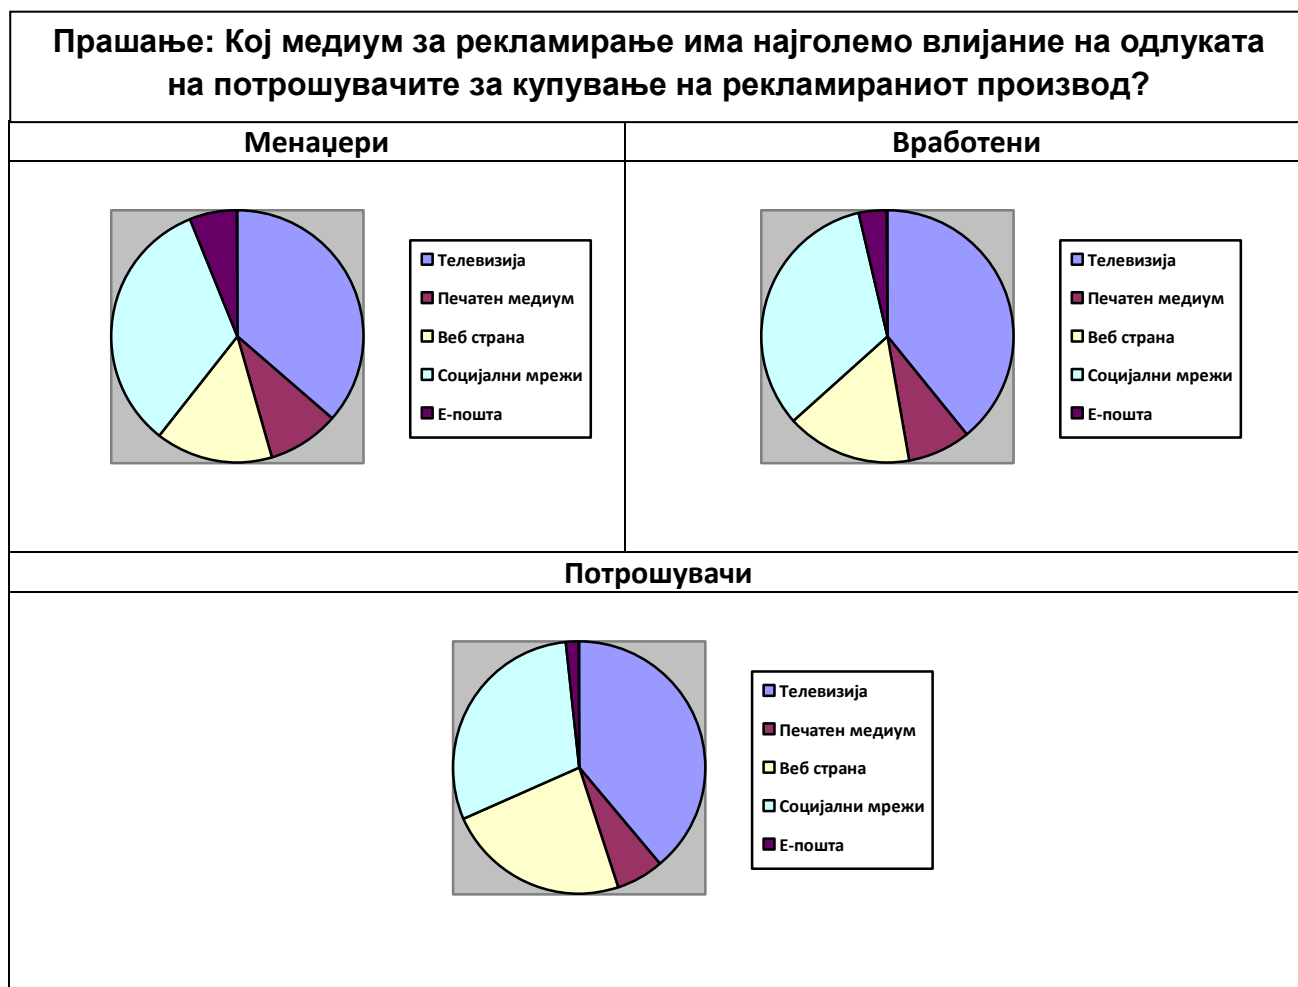 Прашање: Кој медиум за рекламирање има најголемо влијание на одлуката
на потрошувачите за купување на рекламираниот производ?
Менаџери
Вработени
Телевизија
Печатен медиум
Веб страна
Социјални мрежи
Е-пошта
Телевизија
Печатен медиум
Веб страна
Социјални мрежи
Е-пошта
Потрошувачи
Телевизија
Печатен медиум
Веб страна
Социјални мрежи
Е-пошта